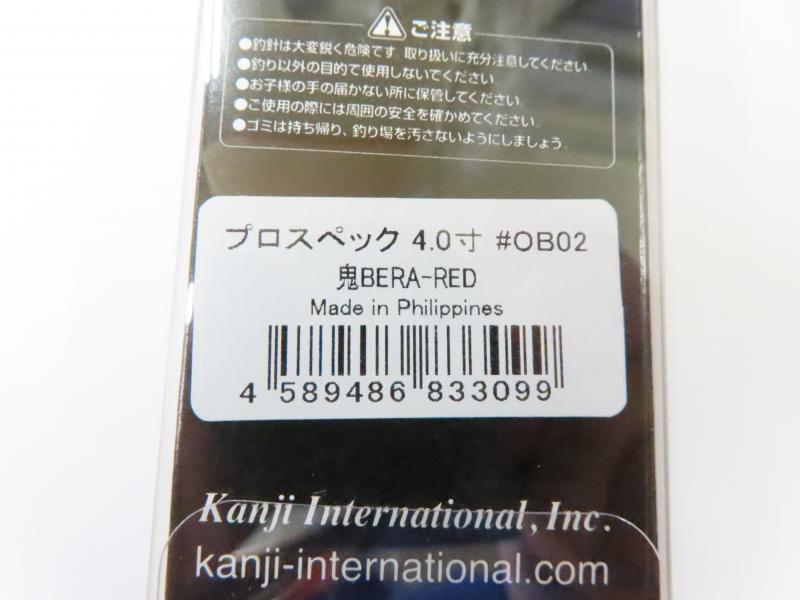 ご注意
●釣針は大変鋭く危険です。取り扱いに充分注意してください。
●釣り以外の目的で使用しないでください。
●お子様の手の届かない所に保管してください。
●ご使用の際には周囲の安全を確かめてください。
●ゴミは持ち帰り、釣り場を汚さないようにしましょう。
プロスペック 4.0寸 #OB02
鬼BERA-RED
Made in Philippines
4 589486 833099
Kanji International, Inc.
kanji-international.com